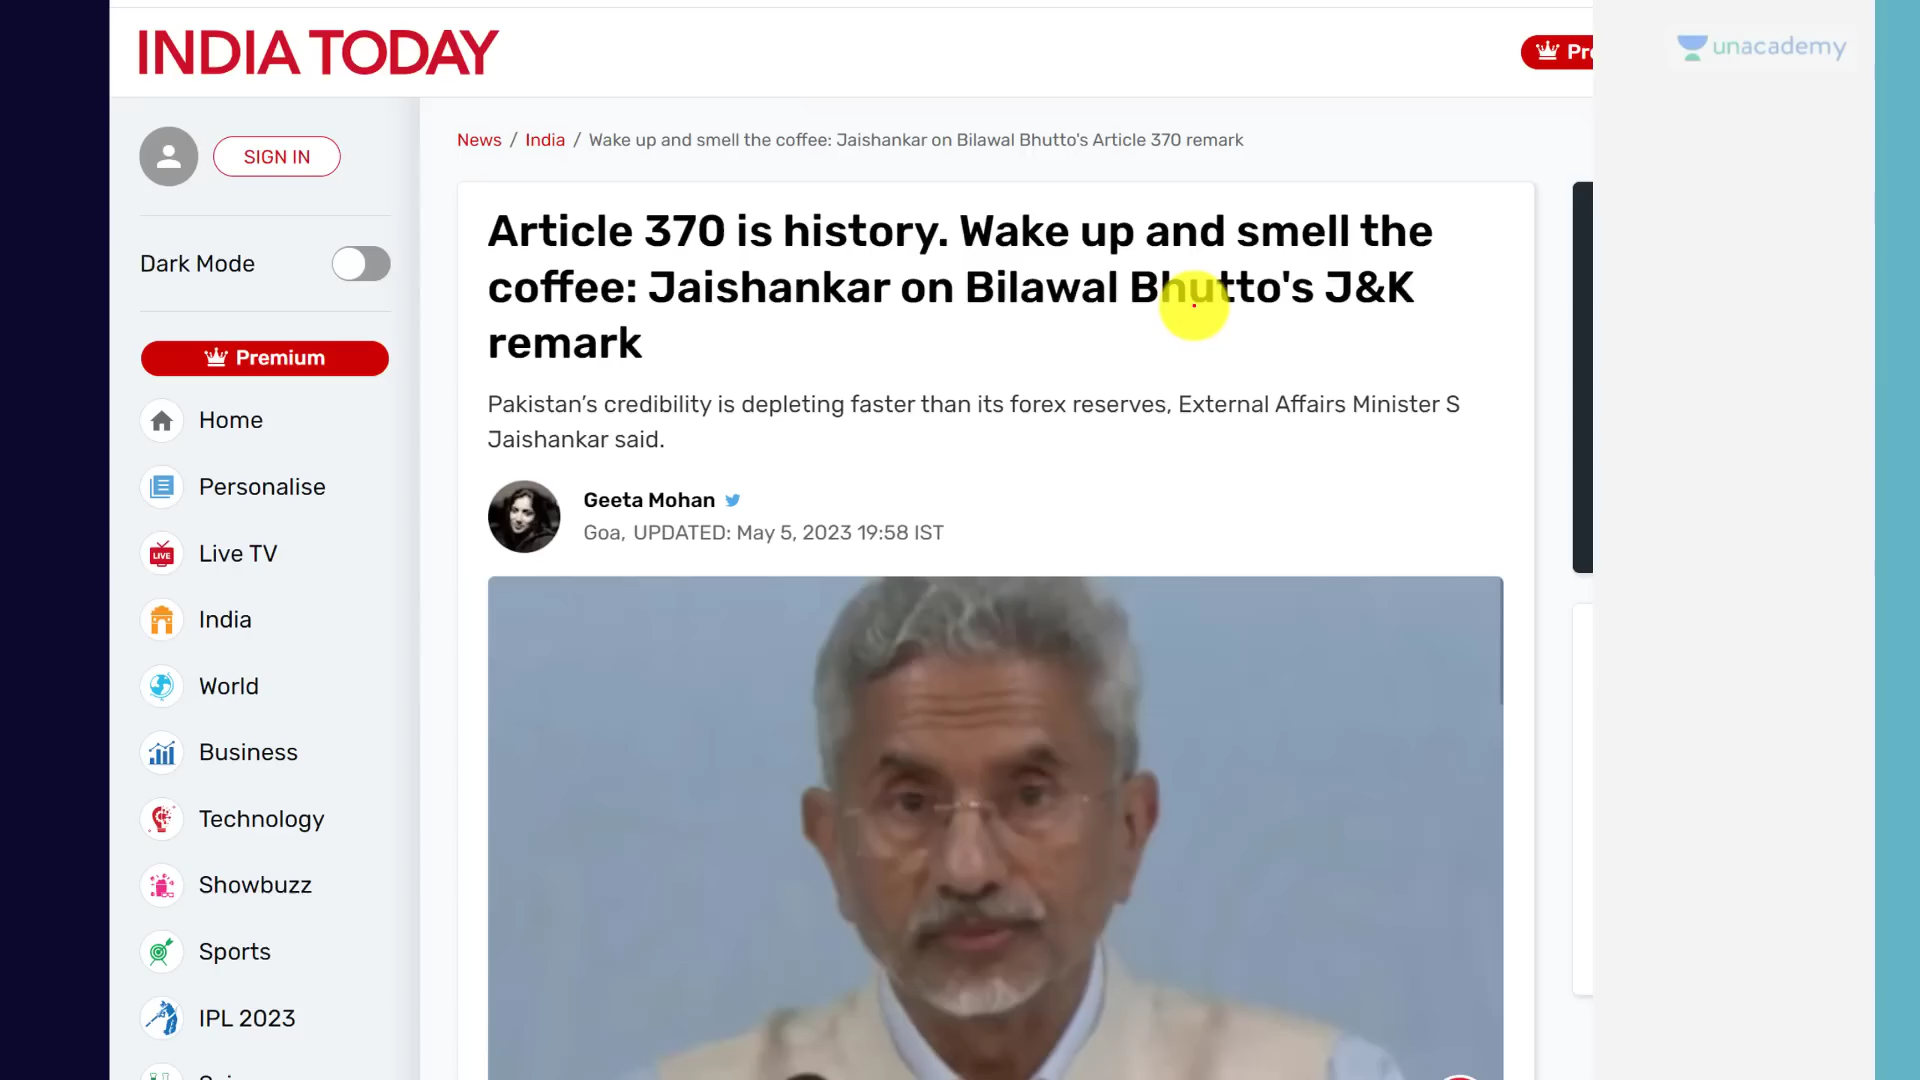 INDIA TODAY
Pre
unacademy
SIGN IN
News / India / Wake up and smell the coffee: Jaishankar on Bilawal Bhutto's Article 370 remark
Dark Mode
Article 370 is history. Wake up and smell the
coffee: Jaishankar on Bilawal Bhutto's J&K
remark
Pakistan’s credibility is depleting faster than its forex reserves, External Affairs Minister S
Jaishankar said.
Geeta Mohan
Goa, UPDATED: May 5, 2023 19:58 IST
Premium
Home
Personalise
LIVE Live TV
India
World
Business
Technology
Showbuzz
Sports
IPL 2023